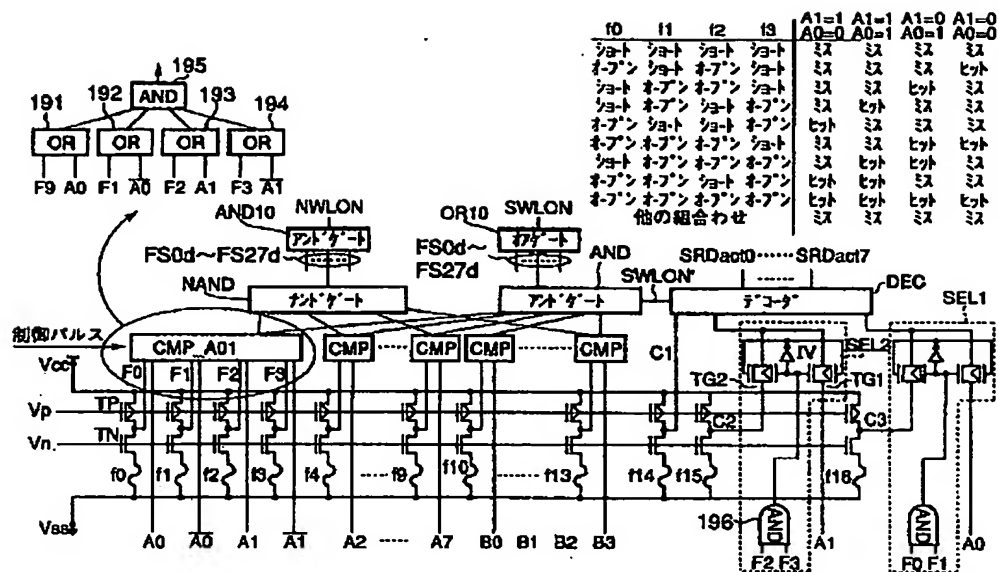 f0 f1 f2 f3 A1=1 A1=1 A1=0 A1=0
A0=0 A0=1 A0=1 A0=0
ショート ショート ショート ショート ミス ミス ミス ミス
オープン ショート オープン ショート ミス ミス ミス ヒット
ショート オープン オープン ショート ミス ミス ヒット ミス
ショート オープン ショート オープン ミス ヒット ミス ミス
オープン ショート ショート オープン ヒット ミス ミス ミス
オープン オープン オープン ショート ミス ミス ヒット ヒット
ショート オープン オープン オープン ミス ヒット ヒット ミス
オープン オープン ショート オープン ヒット ヒット ミス ミス
オープン オープン オープン オープン ヒット ヒット ヒット ヒット
他の組合わせ ミス ミス ミス ミス
195
AND
191 192 193 194
OR OR OR OR
F9 A0 F1 A0 F2 A1 F3 A1
AND10 NWLON OR10 SWLON
アンドゲート オアゲート
FS0d~FS27d FS0d~
FS27d
AND
SWLON'
SRDact0 SRDact7
NAND ナンドゲート アンドゲート デコーダ DEC
SEL1
制御パルス
CMP_A01 CMP CMP CMP CMP
C1 IV SEL2
F0 F1 F2 F3
Vcc
TG2 TG1
Vp TP
C2 C3
Vn TN
f0 f1 f2 f3 f4 f9 f10 f13 f14 f15 f16
Vss
196 AND AND
A0 A0 A1 A1 A2 A7 B0 B1 B2 B3 A1 A0
F2 F3 F0 F1